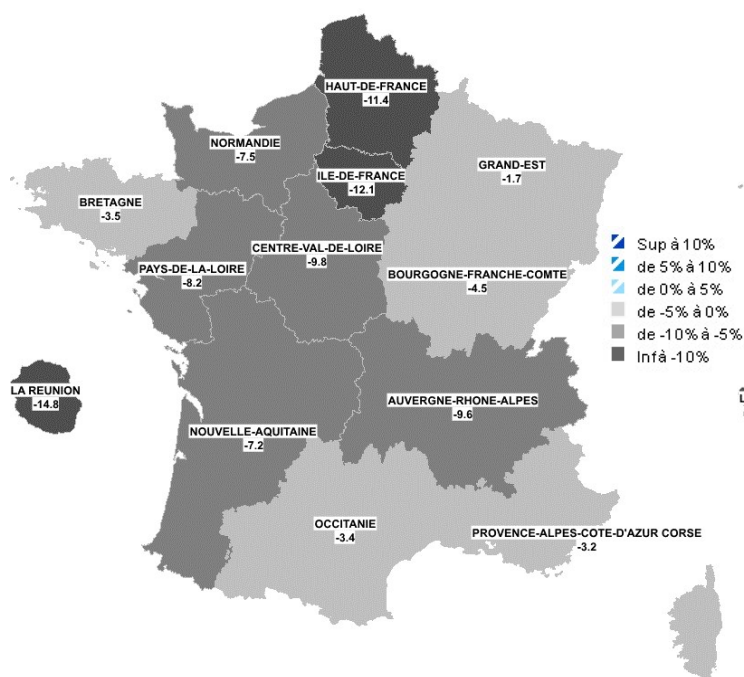 HAUT-DE-FRANCE
-11.4
NORMANDIE
-7.5
ILE-DE-FRANCE
-12.1
GRAND-EST
-1.7
BRETAGNE
-3.5
CENTRE-VAL-DE-LOIRE
-9.8
PAYS-DE-LA-LOIRE
-8.2
BOURGOGNE-FRANCHE-COMTE
-4.5
Sup à 10%
de 5% à 10%
de 0% à 5%
de -5% à 0%
de -10% à -5%
Inf à -10%
LA REUNION
-14.8
AUVERGNE-RHONE-ALPES
-9.6
NOUVELLE-AQUITAINE
-7.2
OCCITANIE
-3.4
PROVENCE-ALPES-COTE-D'AZUR CORSE
-3.2